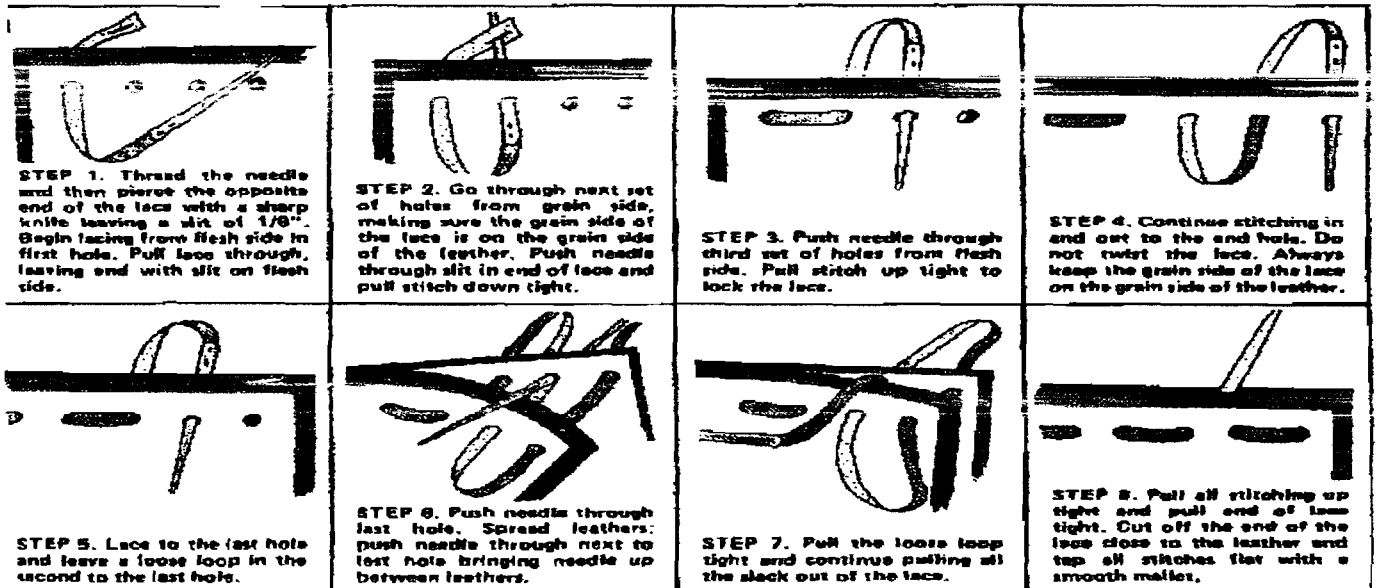 STEP 1. Thread the needle
and then pierce the opposite
end of the lace with a sharp
knife leaving a slit of 1/8".
Begin lacing from flesh side in
first hole. Pull lace through,
leaving end with slit on flesh
side.
STEP 2. Go through next set
of holes from grain side,
making sure the grain side of
the lace is on the grain side
of the leather. Push needle
through slit in end of lace and
pull stitch down tight.
STEP 3. Push needle through
third set of holes from flesh
side. Pull stitch up tight to
lock the lace.
STEP 4. Continue stitching in
and out to the end hole. Do
not twist the lace. Always
keep the grain side of the lace
on the grain side of the leather.
STEP 5. Lace to the last hole
and leave a loose loop in the
second to the last hole.
STEP 6. Push needle through
last hole. Spread leathers;
push needle through next to
last hole bringing needle up
between leathers.
STEP 7. Pull the loose loop
tight and continue pulling all
the slack out of the lace.
STEP 8. Pull all stitching up
tight and pull end of lace
tight. Cut off the end of the
lace close to the leather and
tap all stitches flat with a
smooth mallet.